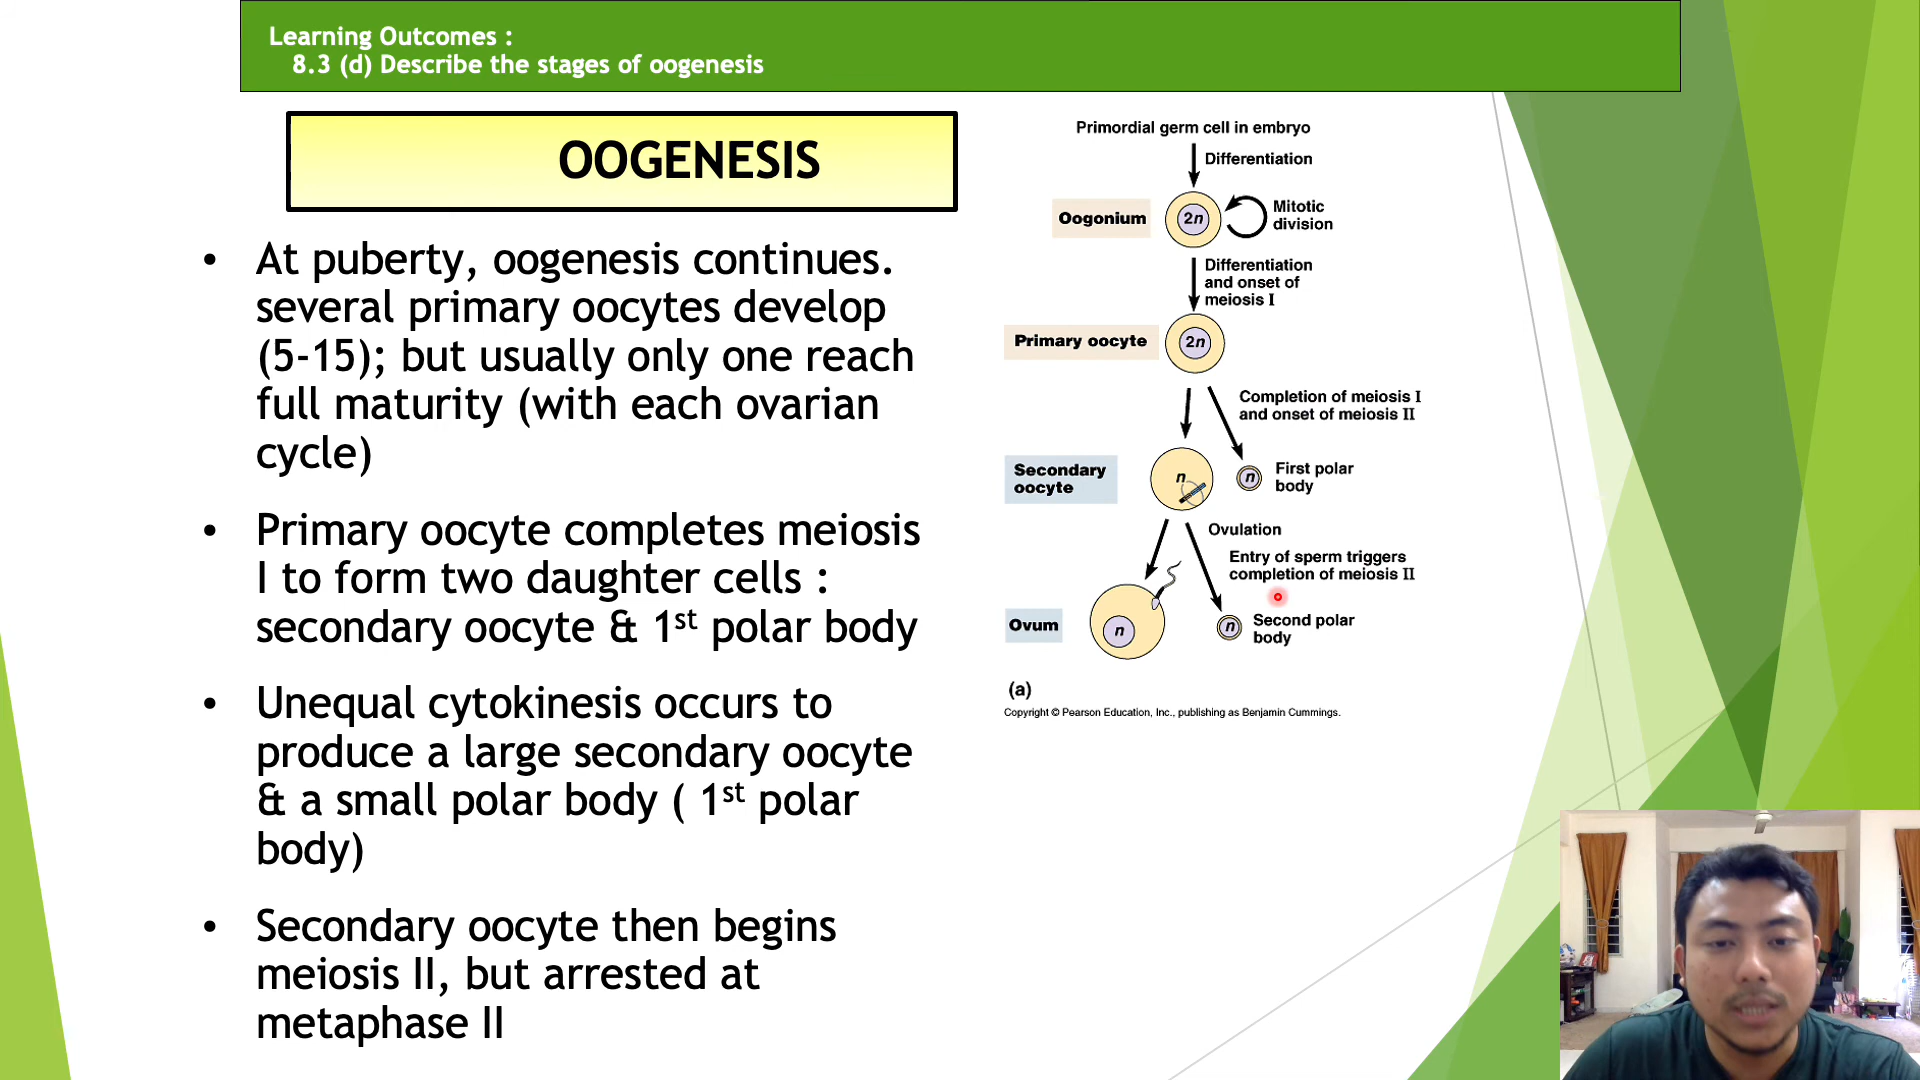 Learning Outcomes :
8.3 (d) Describe the stages of oogenesis
OOGENESIS
• At puberty, oogenesis continues.
several primary oocytes develop
(5-15); but usually only one reach
full maturity (with each ovarian
cycle)
• Primary oocyte completes meiosis
I to form two daughter cells :
secondary oocyte & 1st polar body
• Unequal cytokinesis occurs to
produce a large secondary oocyte
& a small polar body ( 1st polar
body)
• Secondary oocyte then begins
meiosis II, but arrested at
metaphase II
Primordial germ cell in embryo
Differentiation
Oogonium
2n
Mitotic
division
Differentiation
and onset of
meiosis I
Primary oocyte
2n
Completion of meiosis I
and onset of meiosis II
Secondary
oocyte
n
n
First polar
body
Ovulation
Entry of sperm triggers
completion of meiosis II
Ovum
n
n
Second polar
body
(a)
Copyright © Pearson Education, Inc., publishing as Benjamin Cummings.